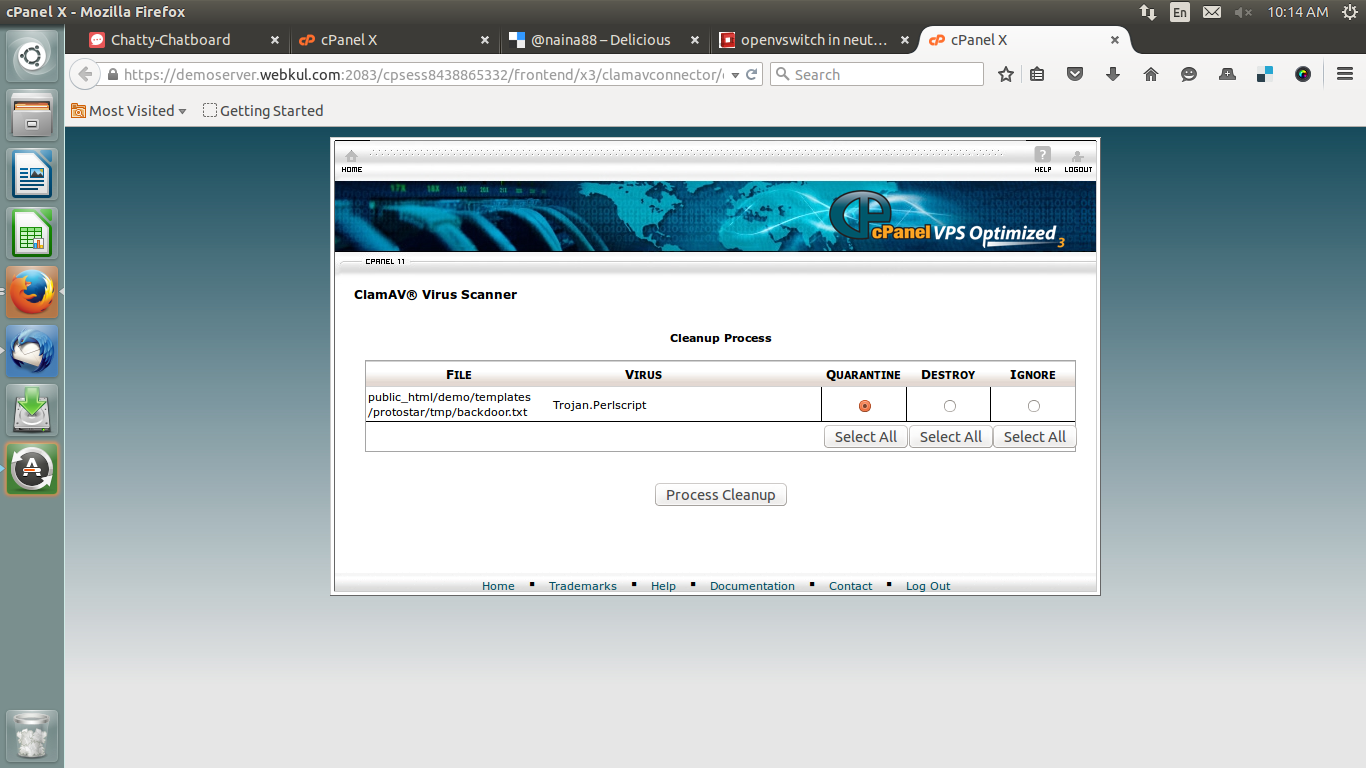 cPanel X - Mozilla Firefox
En
10:14 AM
Chatty-Chatboard
cPanel X
@naina88 – Delicious
openvswitch in neut...
cPanel X
https://demoserver.webkul.com:2083/cpsess8438865332/frontend/x3/clamavconnector/
Search
Most Visited
Getting Started
HOME
HELP
LOGOUT
17X
18X
cPanel VPS Optimized 3
CPANEL 11
ClamAV® Virus Scanner
Cleanup Process
FILE VIRUS QUARANTINE DESTROY IGNORE
public_html/demo/templates
/protostar/tmp/backdoor.txt
Trojan.Perlscript
Select All Select All Select All
Process Cleanup
Home ▪ Trademarks ▪ Help ▪ Documentation ▪ Contact ▪ Log Out